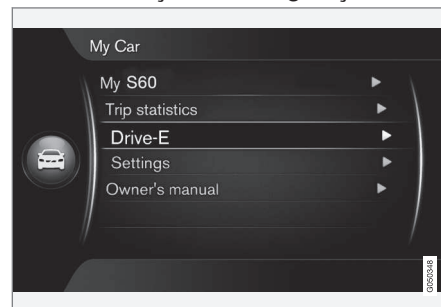 My Car
My S60
Trip statistics
Drive-E
Settings
Owner's manual
G050348